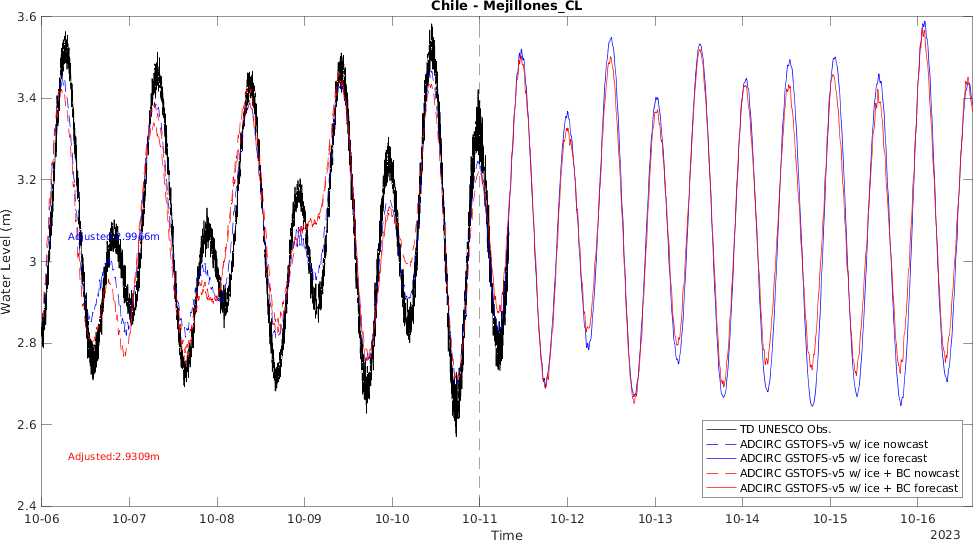 Chile - Mejillones_CL
3.6
3.4
3.2
3
2.8
2.6
2.4
Water Level (m)
Adjusted:2.9966m
Adjusted:2.9309m
TD UNESCO Obs.
ADCIRC GSTOFS-v5 w/ ice nowcast
ADCIRC GSTOFS-v5 w/ ice forecast
ADCIRC GSTOFS-v5 w/ ice + BC nowcast
ADCIRC GSTOFS-v5 w/ ice + BC forecast
10-06 10-07 10-08 10-09 10-10 10-11 10-12 10-13 10-14 10-15 10-16
Time
2023